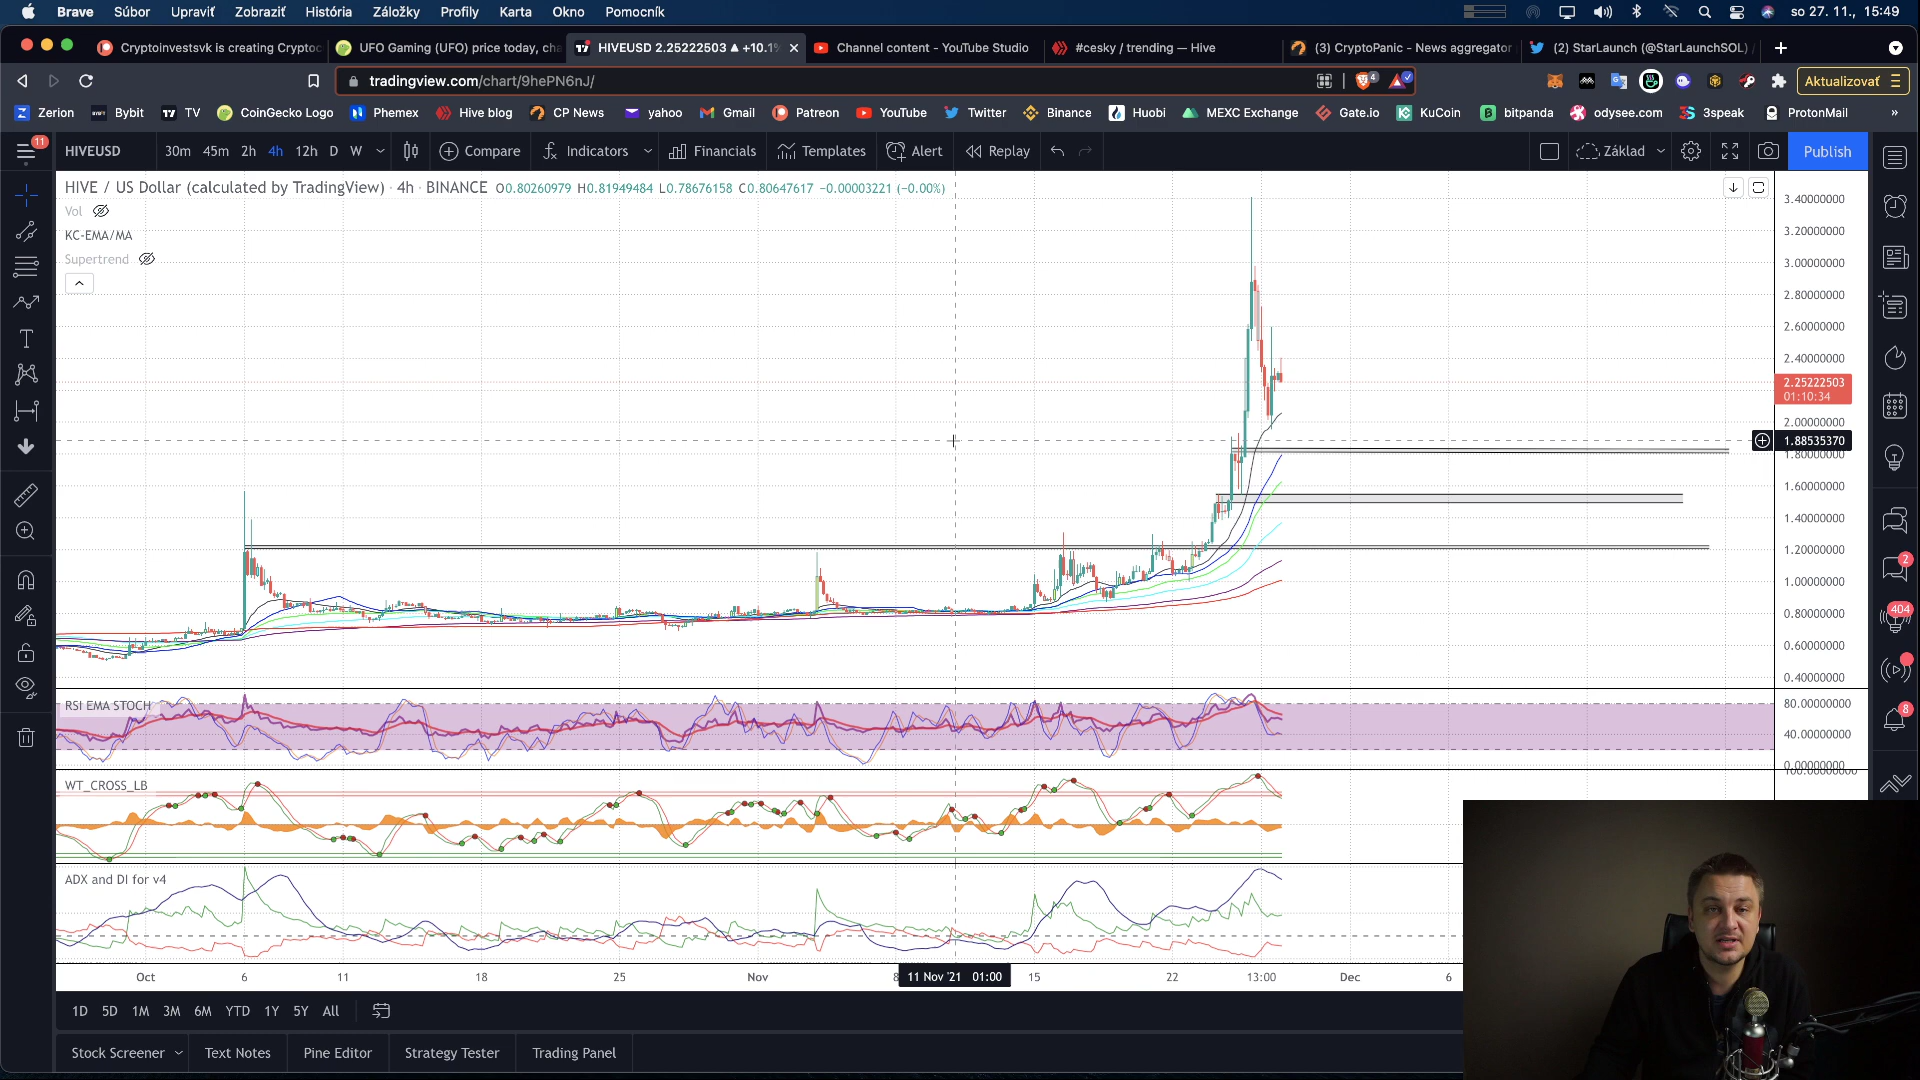 Brave Súbor Upraviť Zobraziť História Záložky Profily Karta Okno Pomocník so 27. 11., 15:49
Cryptoinvestsvk is creating Cryptoc UFO Gaming (UFO) price today, cha HIVEUSD 2.25222503 ▲ +10.1% Channel content - YouTube Studio #cesky / trending — Hive (3) CryptoPanic - News aggregator (2) StarLaunch (@StarLaunchSOL)
tradingview.com/chart/9hePN6nJ/ 4 Aktualizovať
Zerion Bybit TV CoinGecko Logo Phemex Hive blog CP News yahoo Gmail Patreon YouTube Twitter Binance Huobi MEXC Exchange Gate.io KuCoin bitpanda odysee.com 3speak ProtonMail »
11 HIVEUSD 30m 45m 2h 4h 12h D W Compare Indicators Financials Templates Alert Replay Základ Publish
HIVE / US Dollar (calculated by TradingView) · 4h · BINANCE O0.80260979 H0.81949484 L0.78676158 C0.80647617 −0.00003221 (−0.00%)
Vol
KC-EMA/MA
Supertrend
3.40000000
3.20000000
3.00000000
2.80000000
2.60000000
2.40000000
2.25222503
01:10:34
2.00000000
1.88535370
1.80000000
1.60000000
1.40000000
1.20000000
1.00000000
0.80000000
0.60000000
0.40000000
2
404
8
RSI EMA STOCH
80.00000000
40.00000000
0.00000000
WT_CROSS_LB
100.00000000
ADX and DI for v4
Oct 6 11 18 25 Nov 8 11 Nov '21 01:00 15 22 13:00 Dec 6
1D 5D 1M 3M 6M YTD 1Y 5Y All
Stock Screener Text Notes Pine Editor Strategy Tester Trading Panel